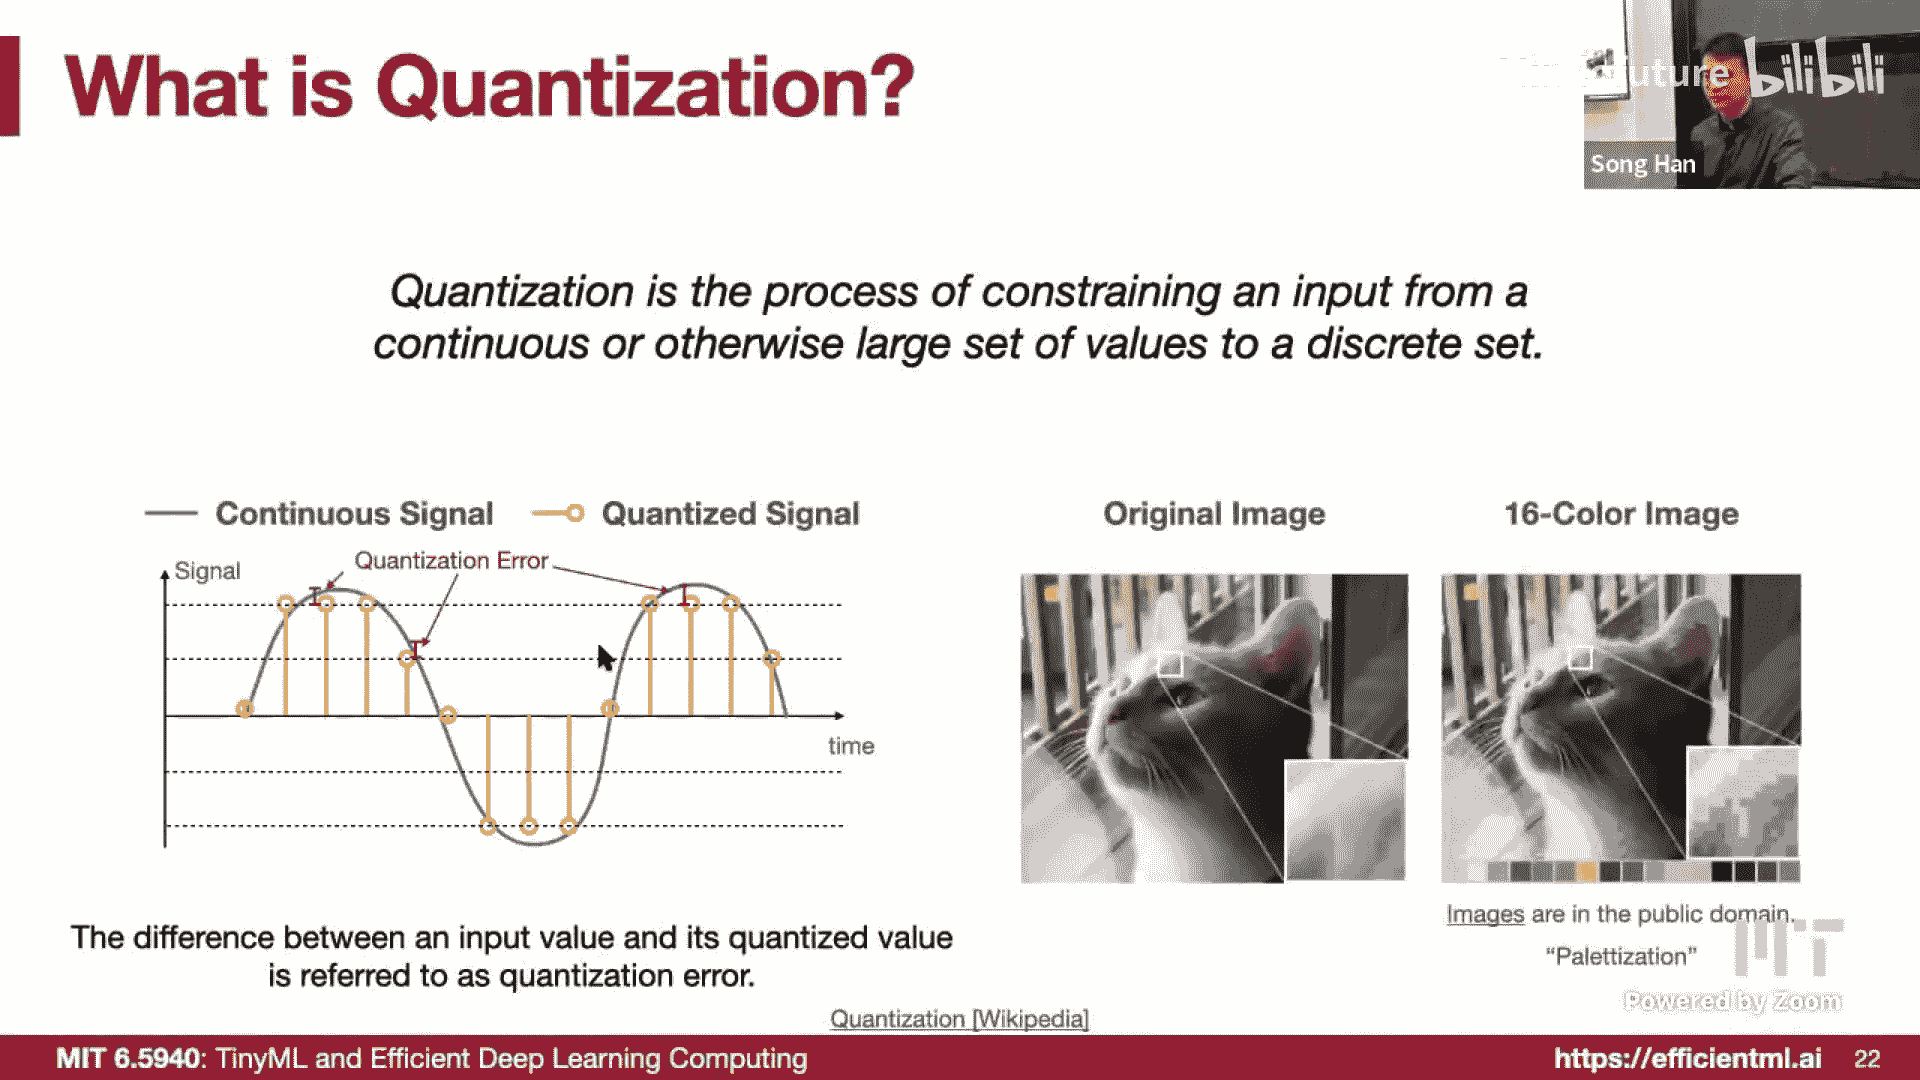 What is Quantization?
uture bilibili
Song Han
Quantization is the process of constraining an input from a
continuous or otherwise large set of values to a discrete set.
Continuous Signal
Quantized Signal
Signal
Quantization Error
time
Original Image
16-Color Image
Images are in the public domain.
“Palettization”
The difference between an input value and its quantized value
is referred to as quantization error.
MIT
Powered by Zoom
Quantization [Wikipedia]
MIT 6.5940: TinyML and Efficient Deep Learning Computing
https://efficientml.ai
22